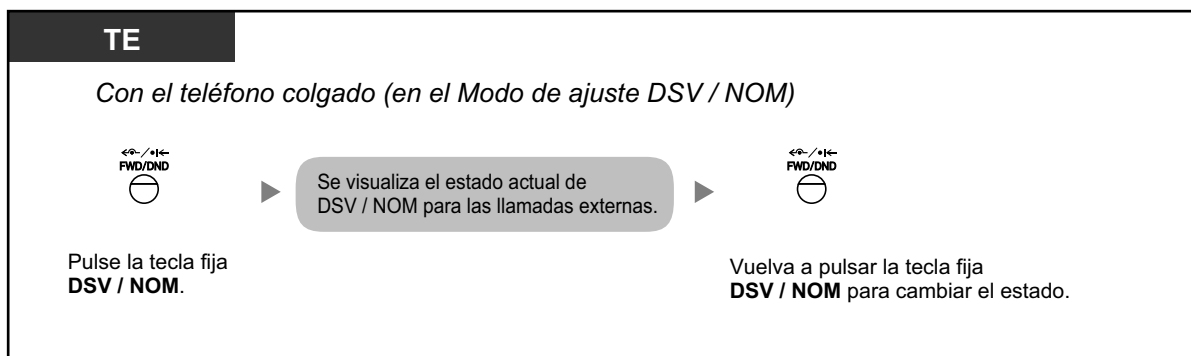 TE
Con el teléfono colgado (en el Modo de ajuste DSV / NOM)
FWD/DND
Se visualiza el estado actual de
DSV / NOM para las llamadas externas.
FWD/DND
Pulse la tecla fija
DSV / NOM.
Vuelva a pulsar la tecla fija
DSV / NOM para cambiar el estado.